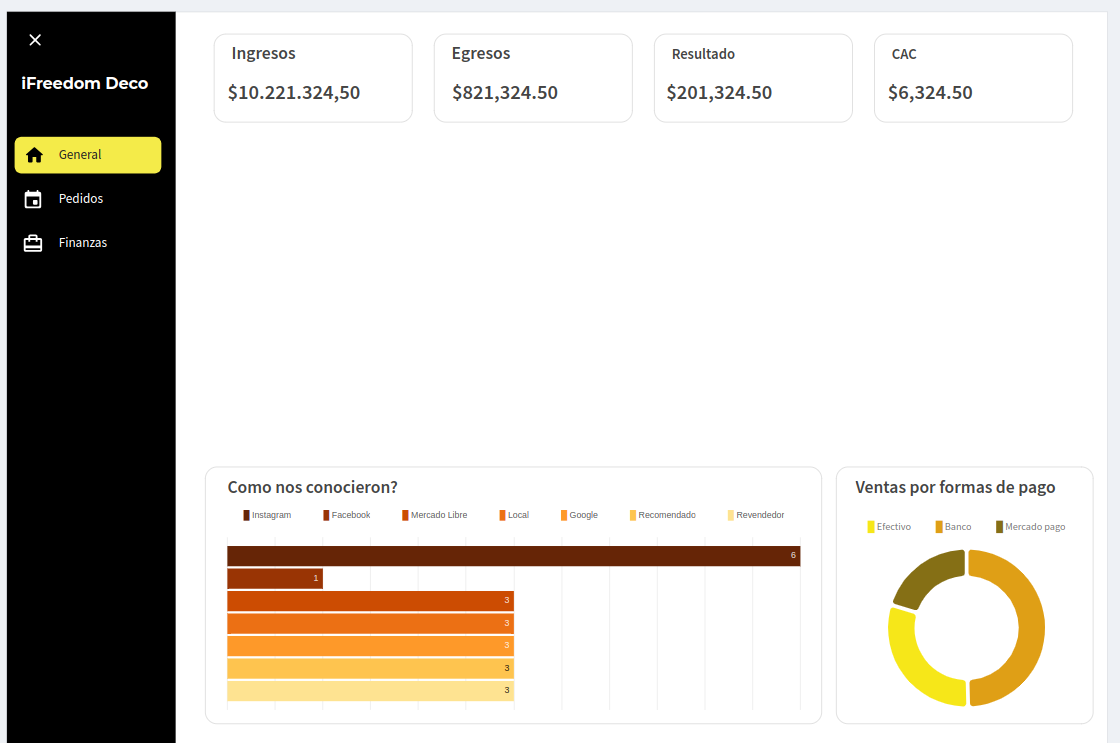 iFreedom Deco
General
Pedidos
Finanzas
Ingresos
$10.221.324,50
Egresos
$821,324.50
Resultado
$201,324.50
CAC
$6,324.50
Como nos conocieron?
Instagram Facebook Mercado Libre Local Google Recomendado Revendedor
6
1
3
3
3
3
3
Ventas por formas de pago
Efectivo Banco Mercado pago